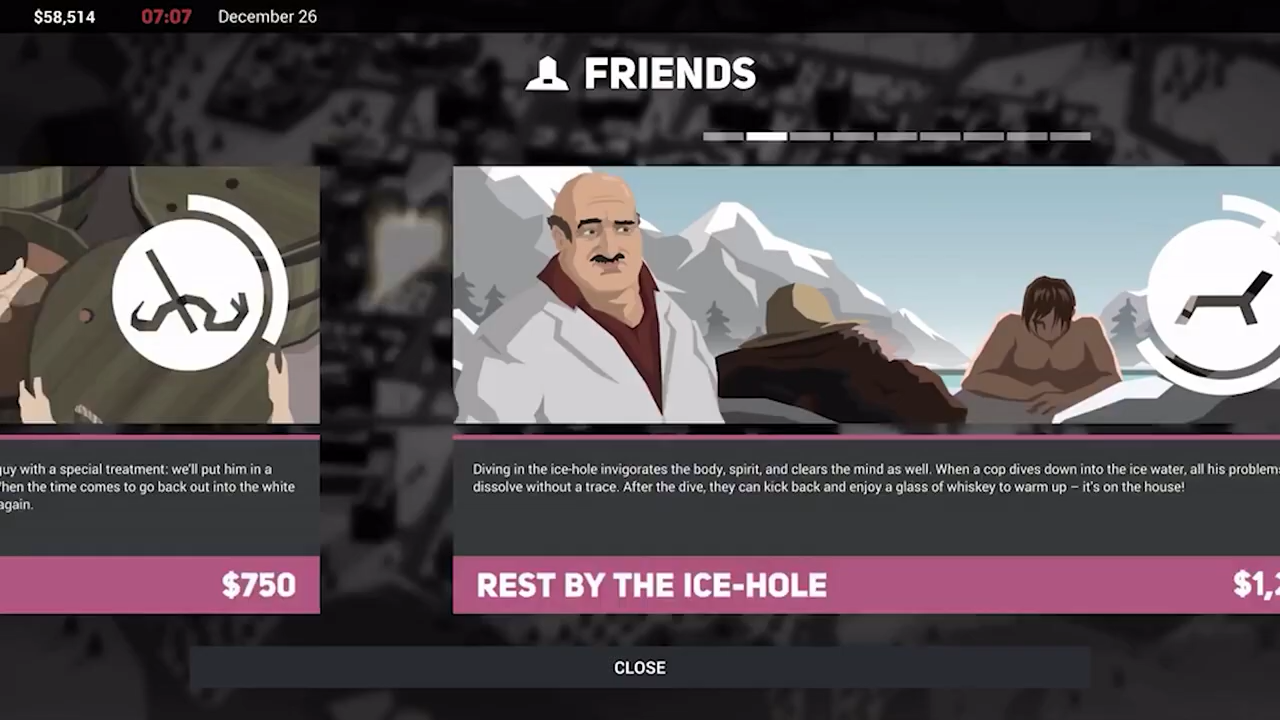 $58,514 07:07 December 26
FRIENDS
guy with a special treatment: we'll put him in a
When the time comes to go back out into the white
again.
$750
Diving in the ice-hole invigorates the body, spirit, and clears the mind as well. When a cop dives down into the ice water, all his problems
dissolve without a trace. After the dive, they can kick back and enjoy a glass of whiskey to warm up – it's on the house!
REST BY THE ICE-HOLE
$1,2
CLOSE